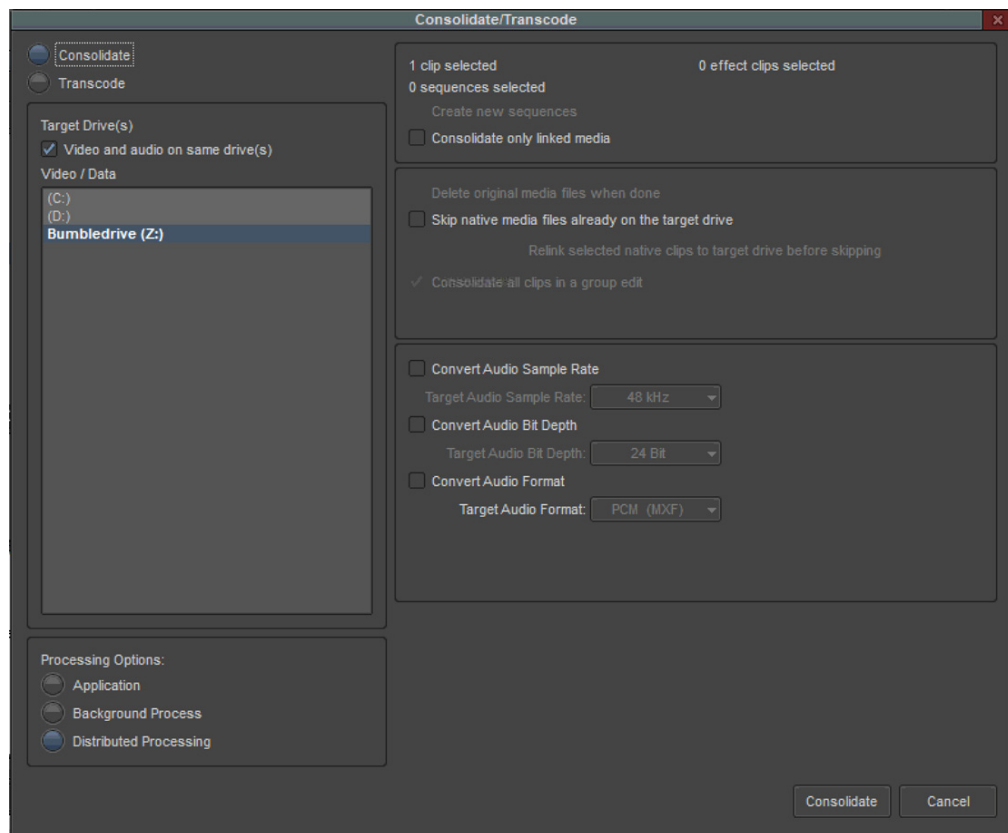 Consolidate/Transcode
Consolidate
Transcode
Target Drive(s)
Video and audio on same drive(s)
Video / Data
(C:)
(D:)
Bumbledrive (Z:)
Processing Options:
Application
Background Process
Distributed Processing
1 clip selected 0 effect clips selected
0 sequences selected
Create new sequences
Consolidate only linked media
Delete original media files when done
Skip native media files already on the target drive
Relink selected native clips to target drive before skipping
Consolidate all clips in a group edit
Convert Audio Sample Rate
Target Audio Sample Rate: 48 kHz
Convert Audio Bit Depth
Target Audio Bit Depth: 24 Bit
Convert Audio Format
Target Audio Format: PCM (MXF)
Consolidate Cancel